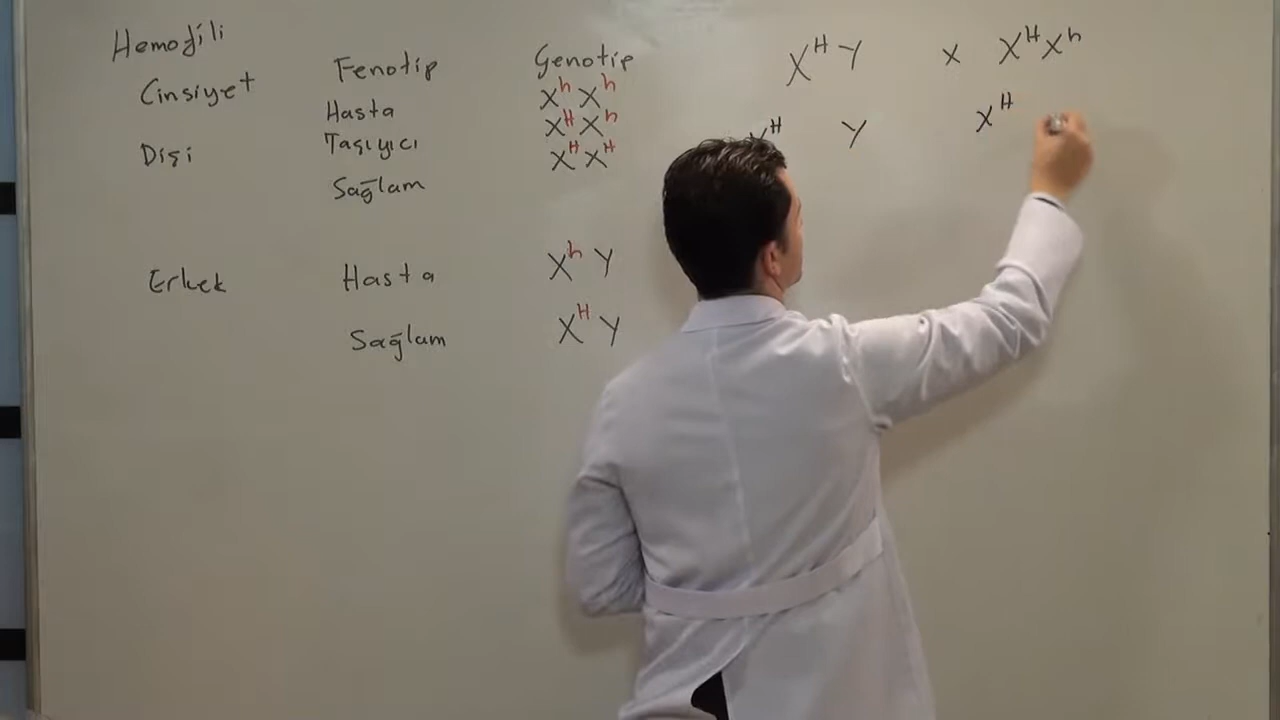 Hemofili
Cinsiyet Fenotip Genotip
Dişi Hasta XʰXʰ
Taşıyıcı XᴴXʰ
Sağlam XᴴXᴴ
Erkek Hasta XʰY
Sağlam XᴴY
XᴴY x XᴴXʰ
Xᴴ Y Xᴴ